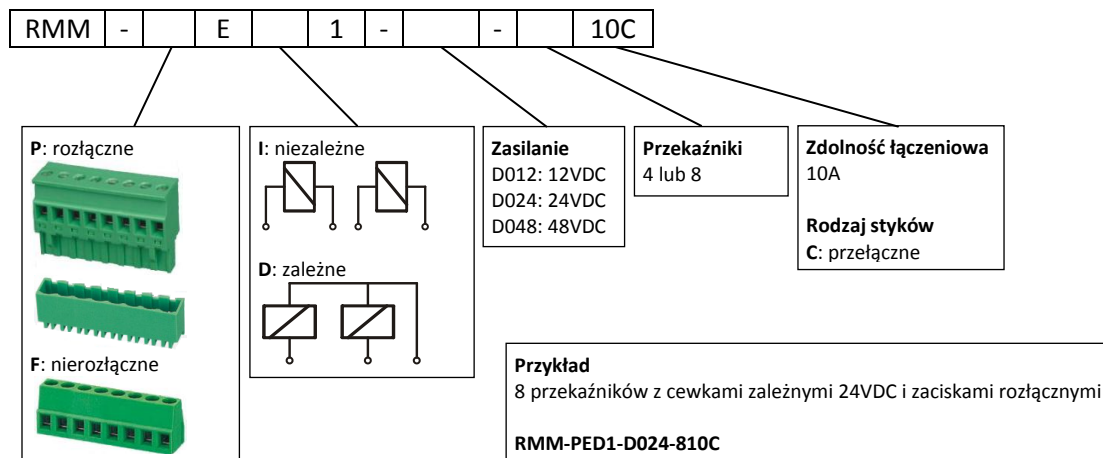 RMM - E 1 - - 10C
P: rozłączne
F: nierozłączne
I: niezależne
D: zależne
Zasilanie
D012: 12VDC
D024: 24VDC
D048: 48VDC
Przekaźniki
4 lub 8
Zdolność łączeniowa
10A
Rodzaj styków
C: przełączne
Przykład
8 przekaźników z cewkami zależnymi 24VDC i zaciskami rozłącznymi
RMM-PED1-D024-810C